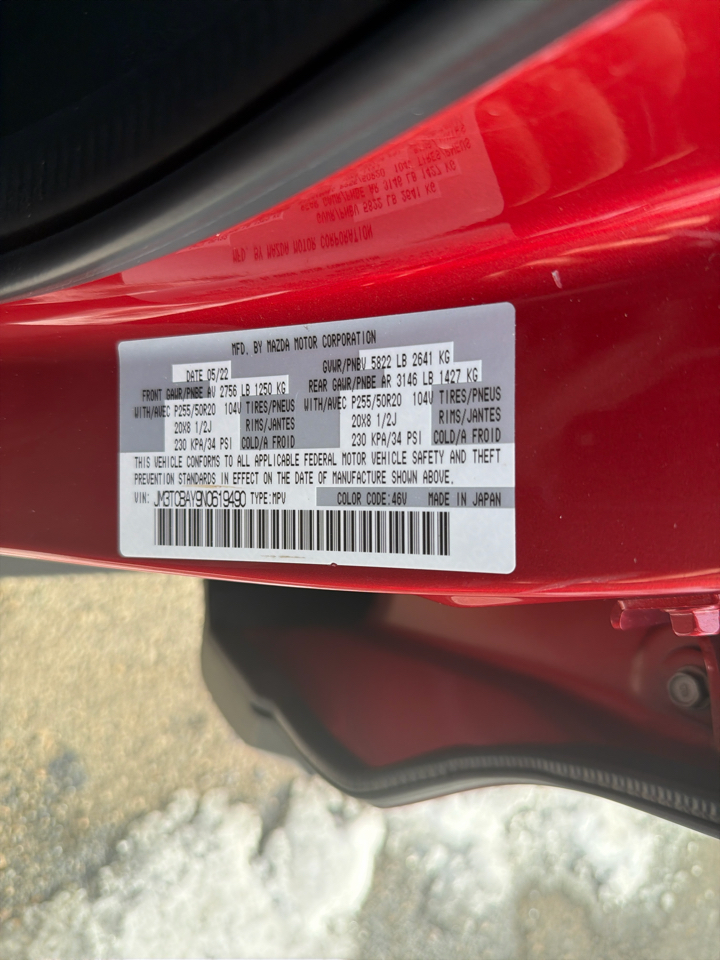 MFD. BY MAZDA MOTOR CORPORATION
DATE 05/22 GVWR/PNBV 5822 LB 2641 KG
FRONT GAWR/PNBE AV 2756 LB 1250 KG REAR GAWR/PNBE AR 3146 LB 1427 KG
WITH/AVEC P255/50R20 104V TIRES/PNEUS WITH/AVEC P255/50R20 104V TIRES/PNEUS
20X8 1/2J RIMS/JANTES 20X8 1/2J RIMS/JANTES
230 KPA/34 PSI COLD/A FROID 230 KPA/34 PSI COLD/A FROID
THIS VEHICLE CONFORMS TO ALL APPLICABLE FEDERAL MOTOR VEHICLE SAFETY AND THEFT
PREVENTION STANDARDS IN EFFECT ON THE DATE OF MANUFACTURE SHOWN ABOVE.
VIN: JM3TCBAY9N0619490 TYPE:MPV COLOR CODE:46V MADE IN JAPAN